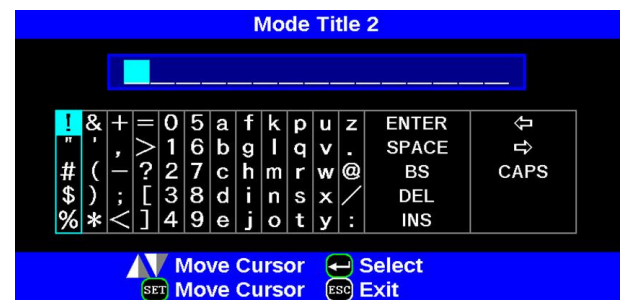 Mode Title 2
! & + = 0 5 a f k p u z ENTER ⇦
" ' , > 1 6 b g l q v . SPACE ⇨
# ( – ? 2 7 c h m r w @ BS CAPS
$ ) ; [ 3 8 d i n s x / DEL
% * < ] 4 9 e j o t y : INS
Move Cursor Select
SET Move Cursor ESC Exit